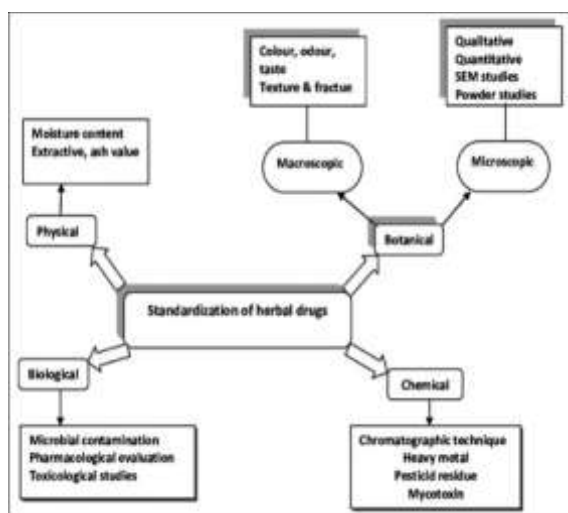 Colour, odour,
taste
Texture & fractue
Qualitative
Quantitative
SEM studies
Powder studies
Moisture content
Extractive, ash value
Macroscopic
Microscopic
Physical
Botanical
Standardization of herbal drugs
Biological
Chemical
Microbial contamination
Pharmacological evaluation
Toxicological studies
Chromatographic technique
Heavy metal
Pesticid residue
Mycotoxin